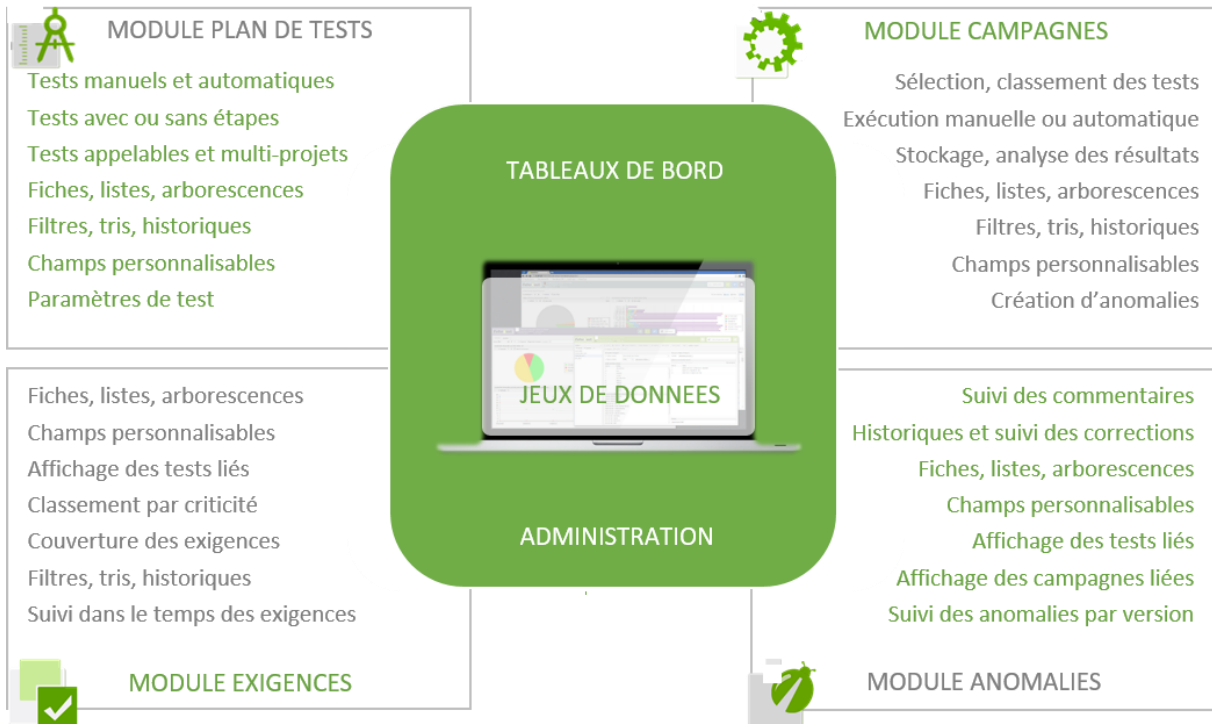 MODULE PLAN DE TESTS
Tests manuels et automatiques
Tests avec ou sans étapes
Tests appelables et multi-projets
Fiches, listes, arborescences
Filtres, tris, historiques
Champs personnalisables
Paramètres de test
MODULE CAMPAGNES
Sélection, classement des tests
Exécution manuelle ou automatique
Stockage, analyse des résultats
Fiches, listes, arborescences
Filtres, tris, historiques
Champs personnalisables
Création d’anomalies
TABLEAUX DE BORD
JEUX DE DONNEES
ADMINISTRATION
Fiches, listes, arborescences
Champs personnalisables
Affichage des tests liés
Classement par criticité
Couverture des exigences
Filtres, tris, historiques
Suivi dans le temps des exigences
MODULE EXIGENCES
Suivi des commentaires
Historiques et suivi des corrections
Fiches, listes, arborescences
Champs personnalisables
Affichage des tests liés
Affichage des campagnes liées
Suivi des anomalies par version
MODULE ANOMALIES